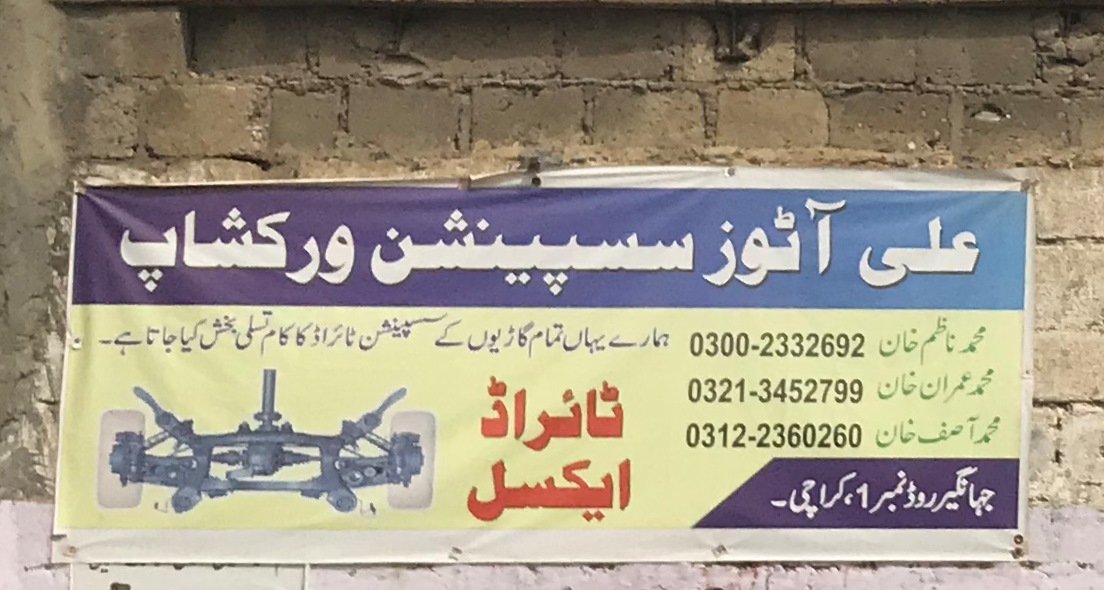 علی آٹوز سسپینشن ورکشاپ
ہمارے یہاں تمام گاڑیوں کے سسپینشن ٹائراڈ کا کام تسلی بخش کیا جاتا ہے۔
محمد ناظم خان 0300-2332692
محمد عمران خان 0321-3452799
محمد آصف خان 0312-2360260
ٹائراڈ
ایکسل
جہانگیر روڈ نمبر 1، کراچی۔